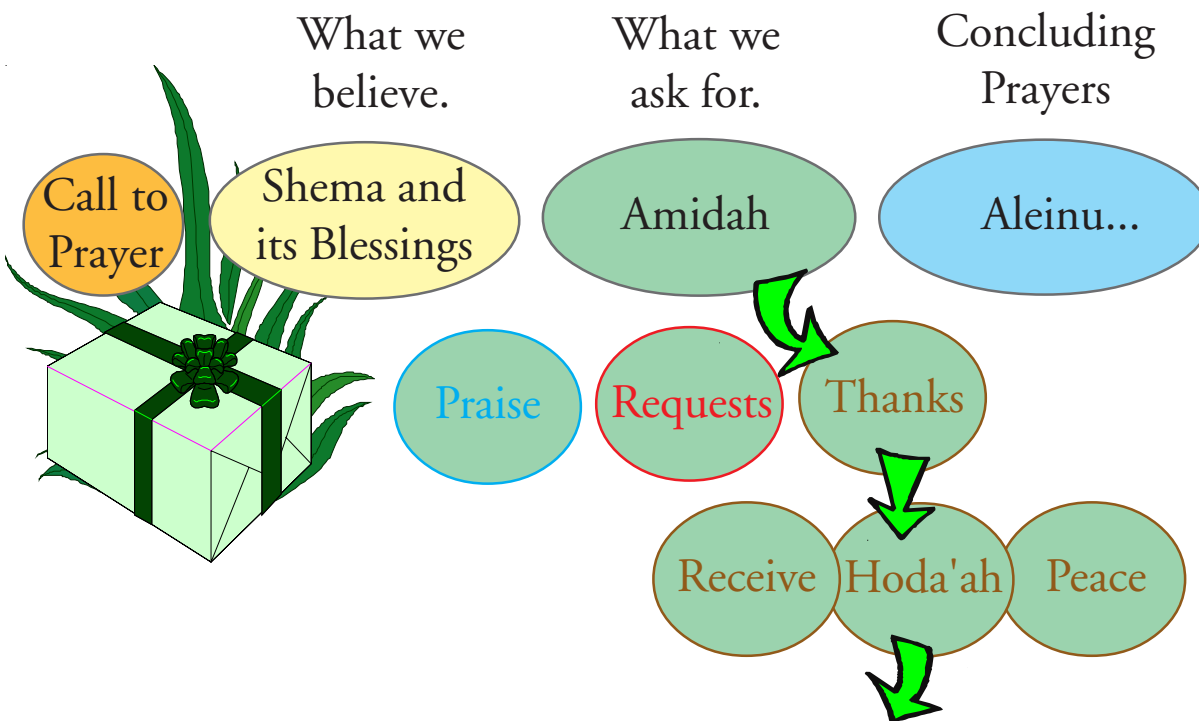 What we
believe.
What we
ask for.
Concluding
Prayers
Call to
Prayer
Shema and
its Blessings
Amidah
Aleinu...
Praise
Requests
Thanks
Receive
Hoda'ah
Peace